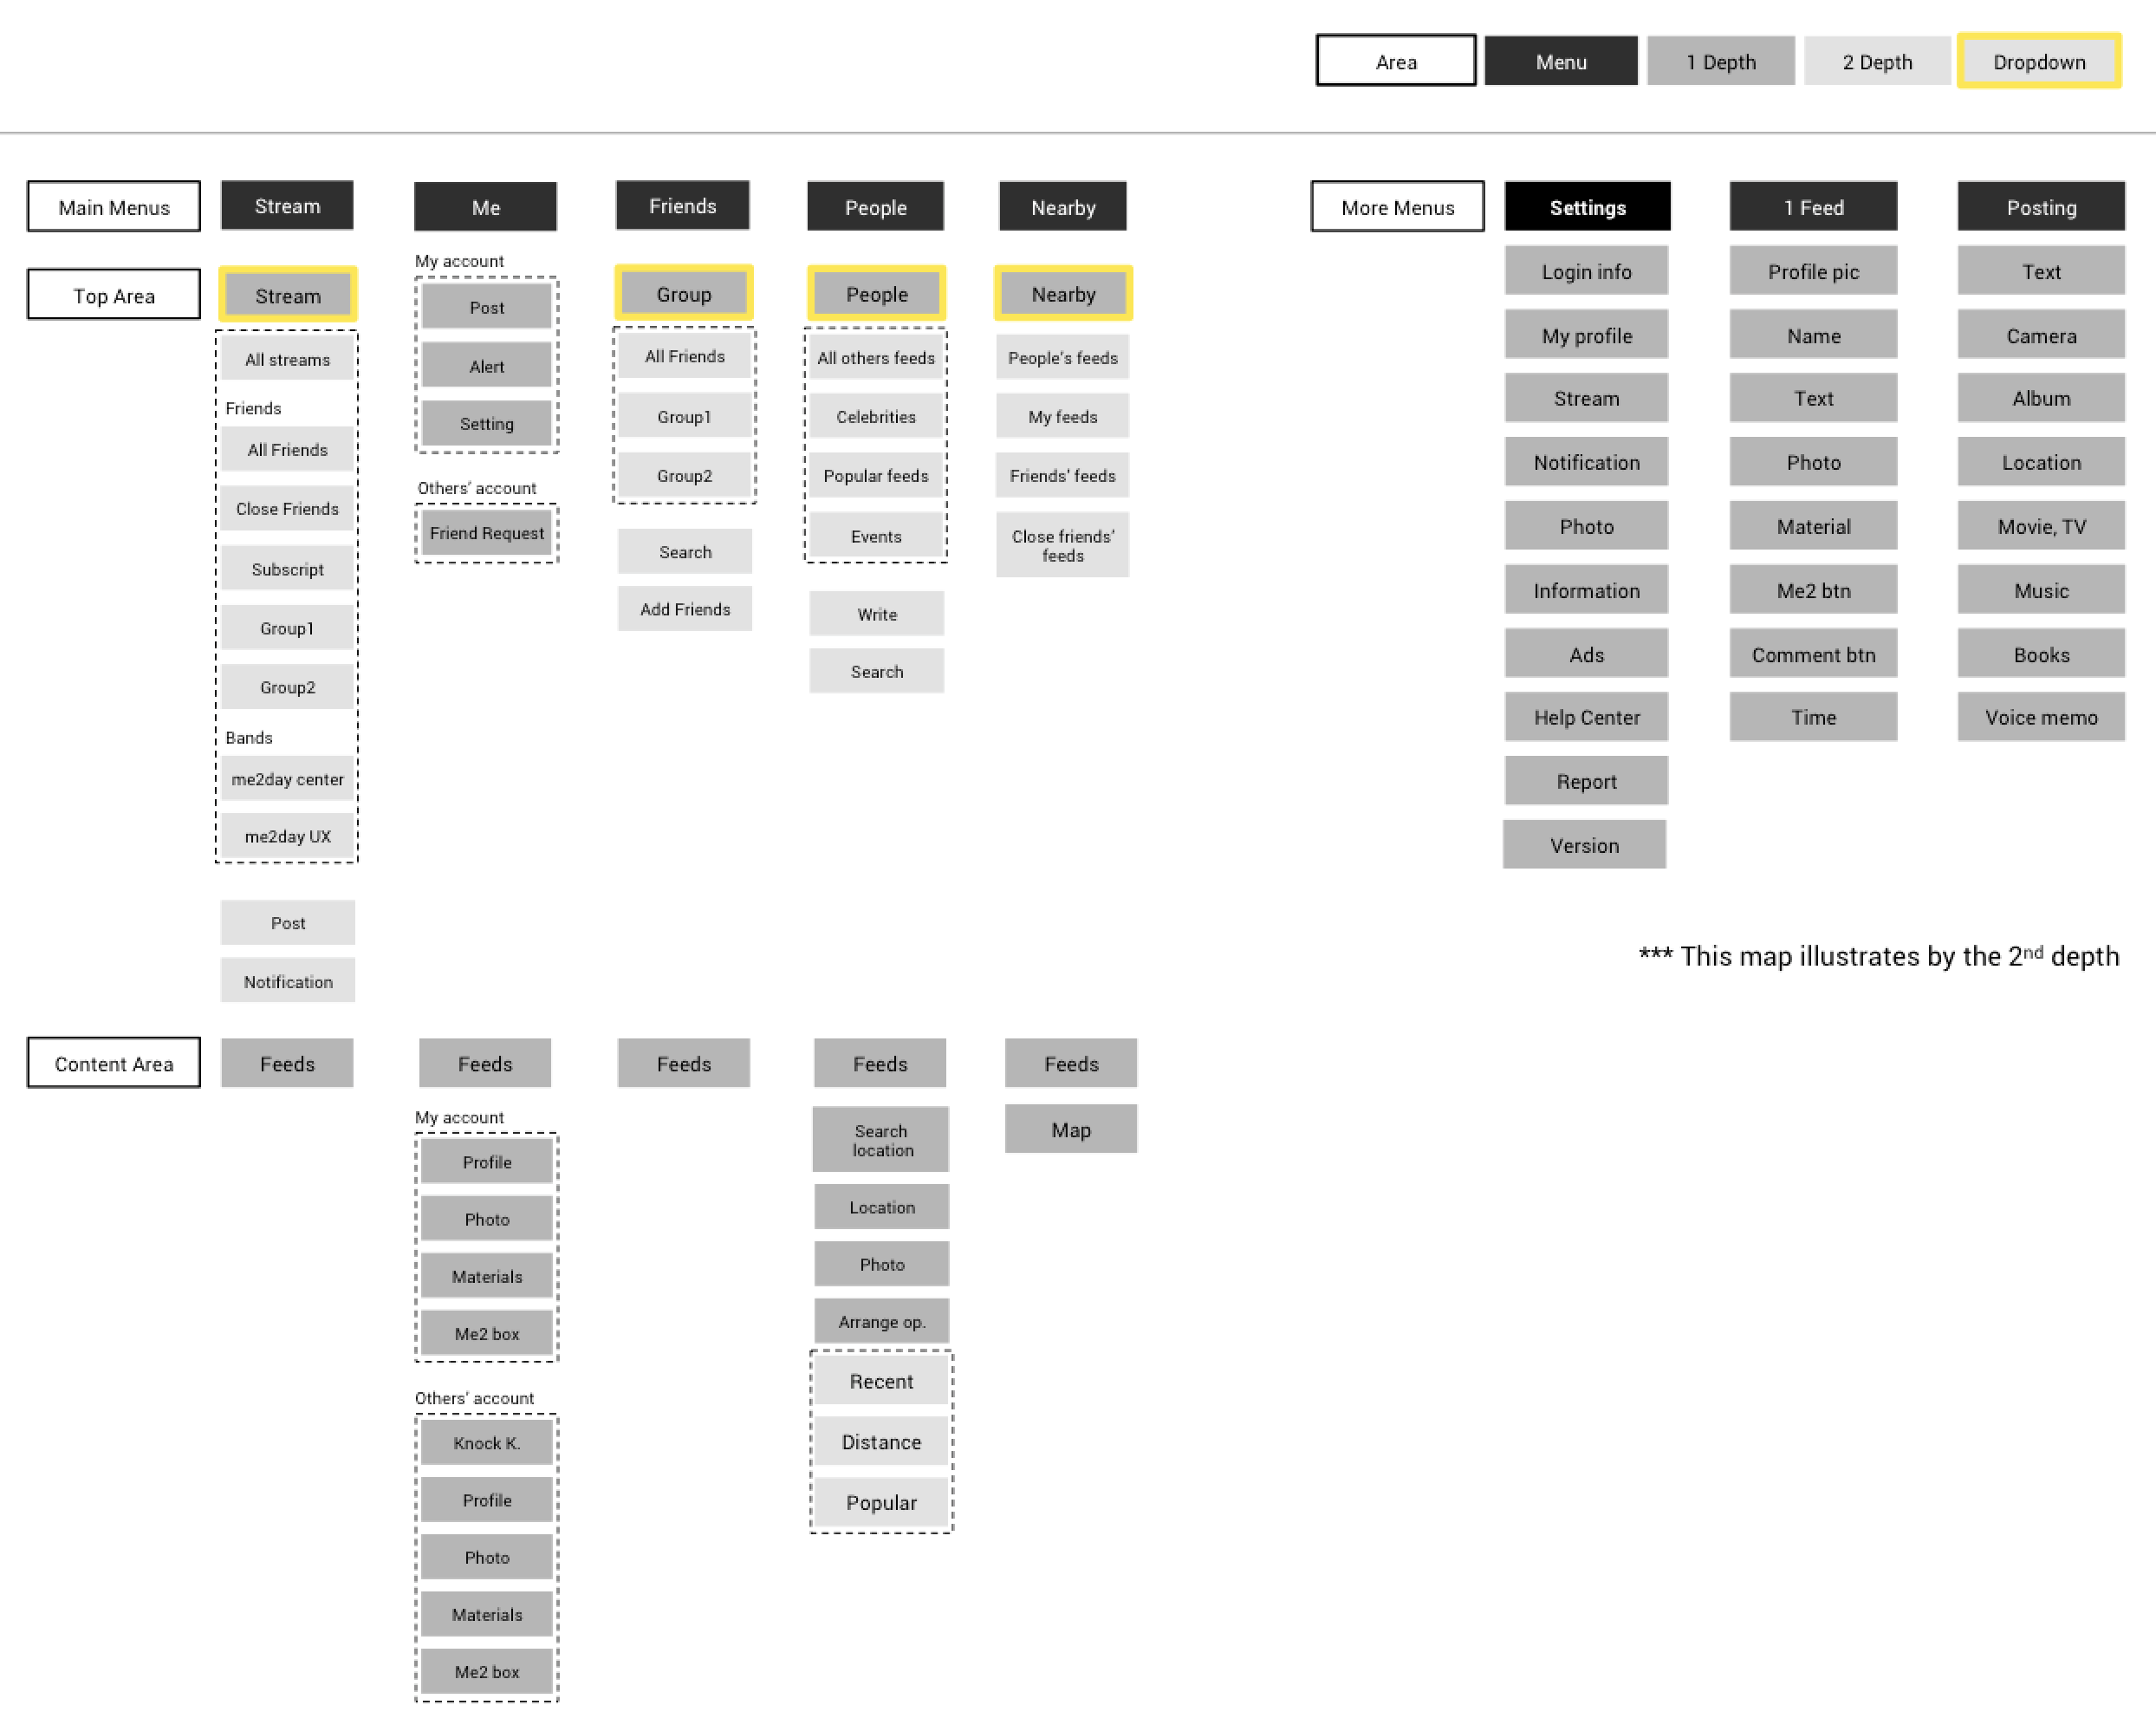 Area
Menu
1 Depth
2 Depth
Dropdown
Main Menus
Stream
Me
Friends
People
Nearby
Top Area
Stream
All streams
Friends
All Friends
Close Friends
Subscript
Group1
Group2
Bands
me2day center
me2day UX
Post
Notification
My account
Post
Alert
Setting
Others' account
Friend Request
Group
All Friends
Group1
Group2
Search
Add Friends
People
All others feeds
Celebrities
Popular feeds
Events
Write
Search
Nearby
People's feeds
My feeds
Friends' feeds
Close friends'
feeds
More Menus
Settings
Login info
My profile
Stream
Notification
Photo
Information
Ads
Help Center
Report
Version
1 Feed
Profile pic
Name
Text
Photo
Material
Me2 btn
Comment btn
Time
Posting
Text
Camera
Album
Location
Movie, TV
Music
Books
Voice memo
*** This map illustrates by the 2nd depth
Content Area
Feeds
Feeds
My account
Profile
Photo
Materials
Me2 box
Others' account
Knock K.
Profile
Photo
Materials
Me2 box
Feeds
Feeds
Search
location
Location
Photo
Arrange op.
Recent
Distance
Popular
Feeds
Map